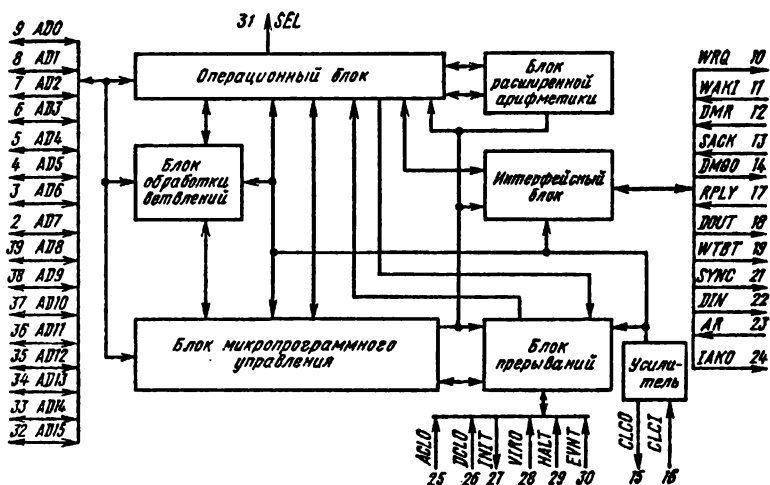 31 SEL
9 AD0
8 AD1
7 AD2
6 AD3
5 AD4
4 AD5
3 AD6
2 AD7
39 AD8
38 AD9
37 AD10
36 AD11
35 AD12
34 AD13
33 AD14
32 AD15
Операционный блок
Блок
расширенной
арифметики
Блок
обработки
ветвлений
Интерфейсный
блок
Блок микропрограммного
управления
Блок
прерываний
Усили-
тель
WRQ 10
WAKI 11
DMR 12
SACK 13
DMGO 14
RPLY 17
DOUT 18
WTBT 19
SYNC 21
DIN 22
AR 23
IAKO 24
ACLO 25
DCLO 26
INIT 27
VIRQ 28
HALT 29
EVNT 30
CLCO 15
CLCI 16